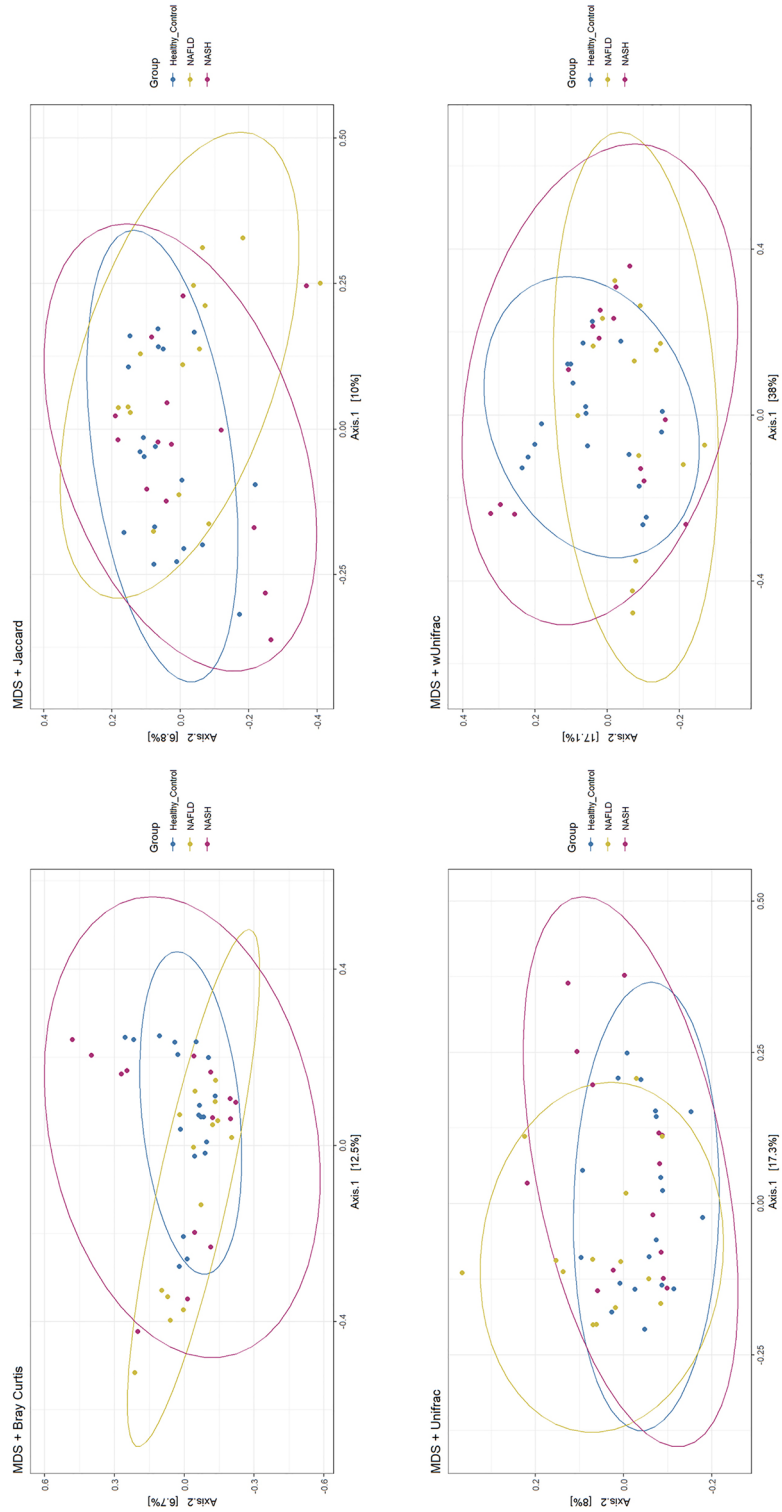 MDS + Bray Curtis
0.6
0.3
0.0
-0.3
-0.6
Axis.2 [6.7%]
-0.4
0.0
0.4
Axis.1 [12.5%]
Group
Healthy_Control
NAFLD
NASH
MDS + Jaccard
0.4
0.2
0.0
-0.2
-0.4
Axis.2 [6.8%]
-0.25
0.00
0.25
0.50
Axis.1 [10%]
Group
Healthy_Control
NAFLD
NASH
MDS + Unifrac
0.2
0.0
-0.2
Axis.2 [8%]
-0.25
0.00
0.25
0.50
Axis.1 [17.3%]
Group
Healthy_Control
NAFLD
NASH
MDS + wUnifrac
0.4
0.2
0.0
-0.2
Axis.2 [17.1%]
-0.4
0.0
0.4
Axis.1 [38%]
Group
Healthy_Control
NAFLD
NASH